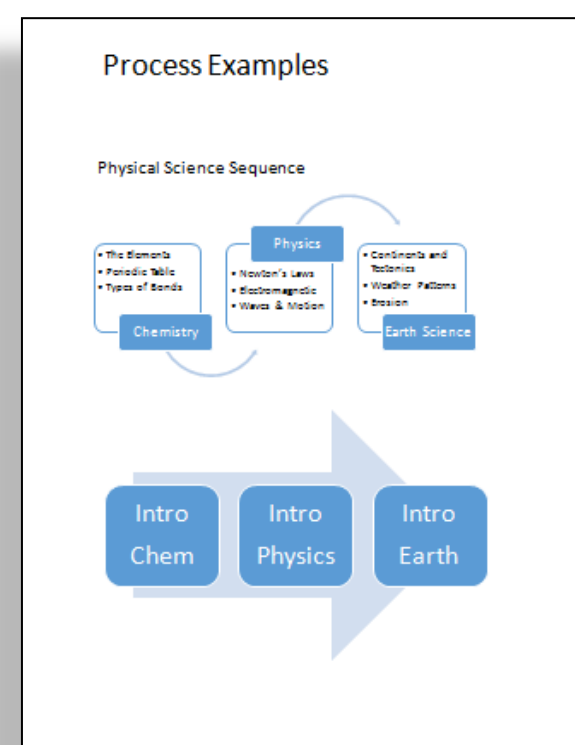 Process Examples
Physical Science Sequence
• The Elements
• Periodic Table
• Types of Bonds
Chemistry
Physics
• Newton's Laws
• Electromagnetic
• Waves & Motion
• Continents and
Tectonics
• Weather Patterns
• Erosion
Earth Science
Intro
Chem
Intro
Physics
Intro
Earth